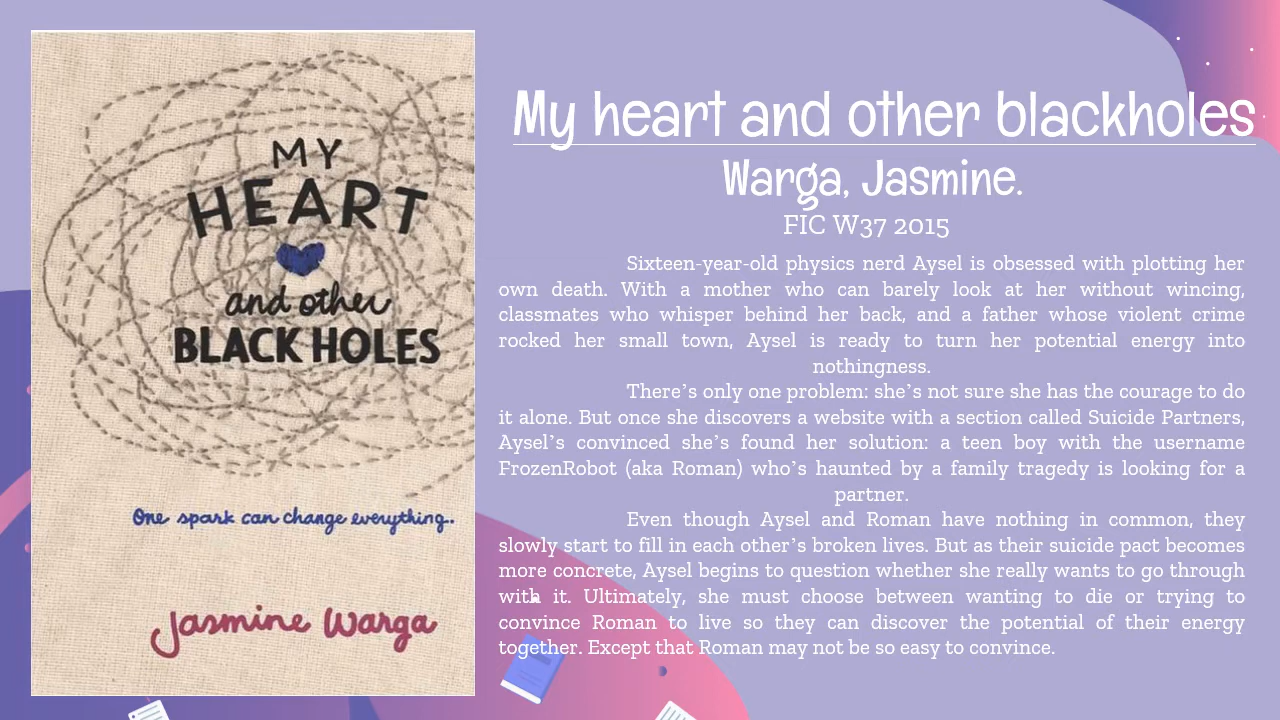 MY
HEART
and other
BLACK HOLES
One spark can change everything.
Jasmine Warga
My heart and other blackholes
Warga, Jasmine.
FIC W37 2015
Sixteen-year-old physics nerd Aysel is obsessed with plotting her
own death. With a mother who can barely look at her without wincing,
classmates who whisper behind her back, and a father whose violent crime
rocked her small town, Aysel is ready to turn her potential energy into
nothingness.
There’s only one problem: she’s not sure she has the courage to do
it alone. But once she discovers a website with a section called Suicide Partners,
Aysel’s convinced she’s found her solution: a teen boy with the username
FrozenRobot (aka Roman) who’s haunted by a family tragedy is looking for a
partner.
Even though Aysel and Roman have nothing in common, they
slowly start to fill in each other’s broken lives. But as their suicide pact becomes
more concrete, Aysel begins to question whether she really wants to go through
with it. Ultimately, she must choose between wanting to die or trying to
convince Roman to live so they can discover the potential of their energy
together. Except that Roman may not be so easy to convince.